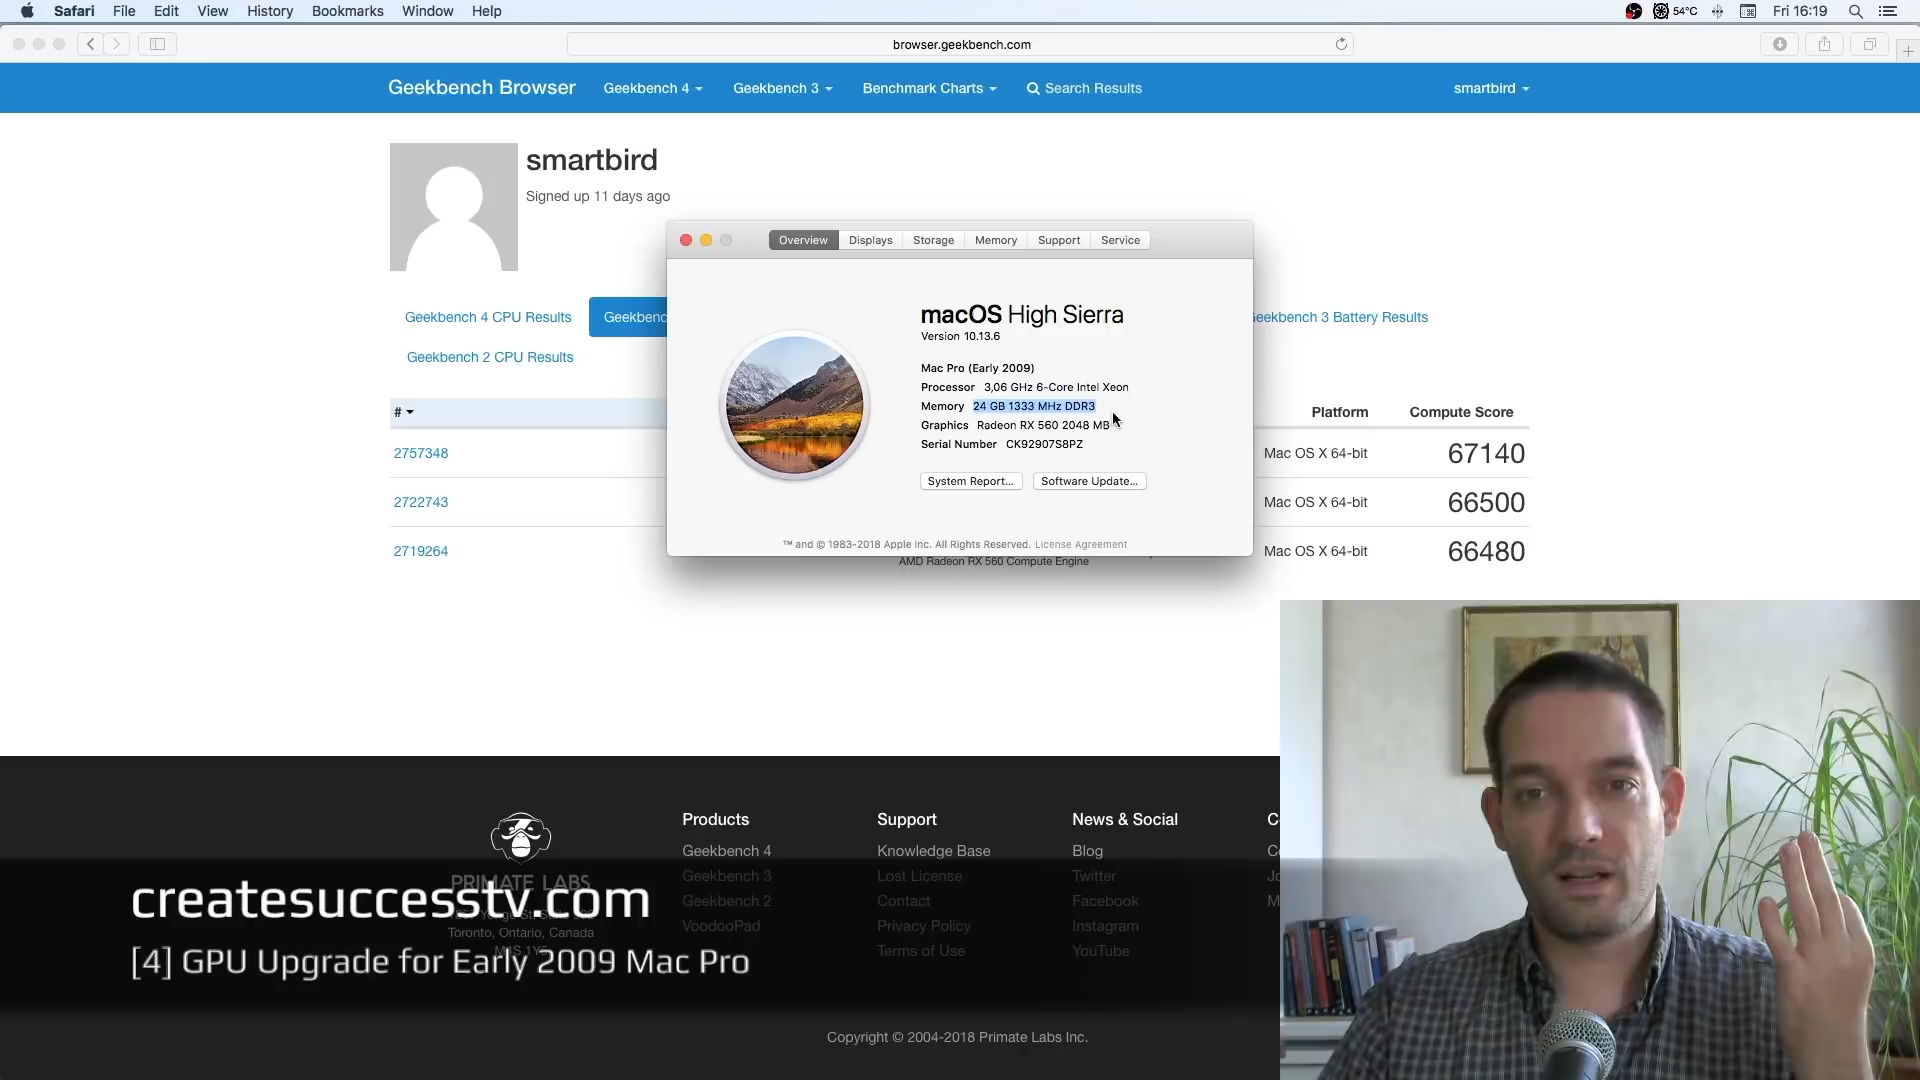 Safari File Edit View History Bookmarks Window Help
54°C Fri 16:19
browser.geekbench.com
Geekbench Browser Geekbench 4 Geekbench 3 Benchmark Charts Search Results smartbird
smartbird
Signed up 11 days ago
Overview Displays Storage Memory Support Service
macOS High Sierra
Version 10.13.6
Mac Pro (Early 2009)
Processor 3,06 GHz 6-Core Intel Xeon
Memory 24 GB 1333 MHz DDR3
Graphics Radeon RX 560 2048 MB
Serial Number CK92907S8PZ
System Report... Software Update...
™ and © 1983-2018 Apple Inc. All Rights Reserved. License Agreement
Geekbench 4 CPU Results Geekbenc eekbench 3 Battery Results
Geekbench 2 CPU Results
# Platform Compute Score
2757348 Mac OS X 64-bit 67140
2722743 Mac OS X 64-bit 66500
2719264 Mac OS X 64-bit 66480
AMD Radeon RX 560 Compute Engine
PRIMATE LABS
Toronto, Ontario, Canada
Products
Geekbench 4
Geekbench 3
Geekbench 2
VoodooPad
Support
Knowledge Base
Lost License
Contact
Privacy Policy
Terms of Use
News & Social
Blog
Twitter
Facebook
Instagram
YouTube
createsuccesstv.com
[4] GPU Upgrade for Early 2009 Mac Pro
Copyright © 2004-2018 Primate Labs Inc.